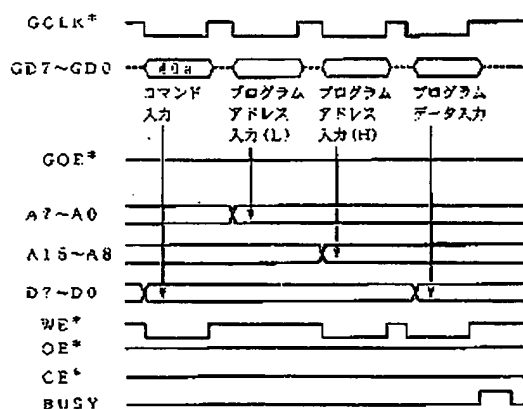 GCLK*
GD7~GD0
コマンド
入力
プログラム
アドレス
入力(L)
プログラム
アドレス
入力(H)
プログラム
データ入力
GOE*
A7~A0
A15~A8
D7~D0
WE*
OE*
CE*
BUSY